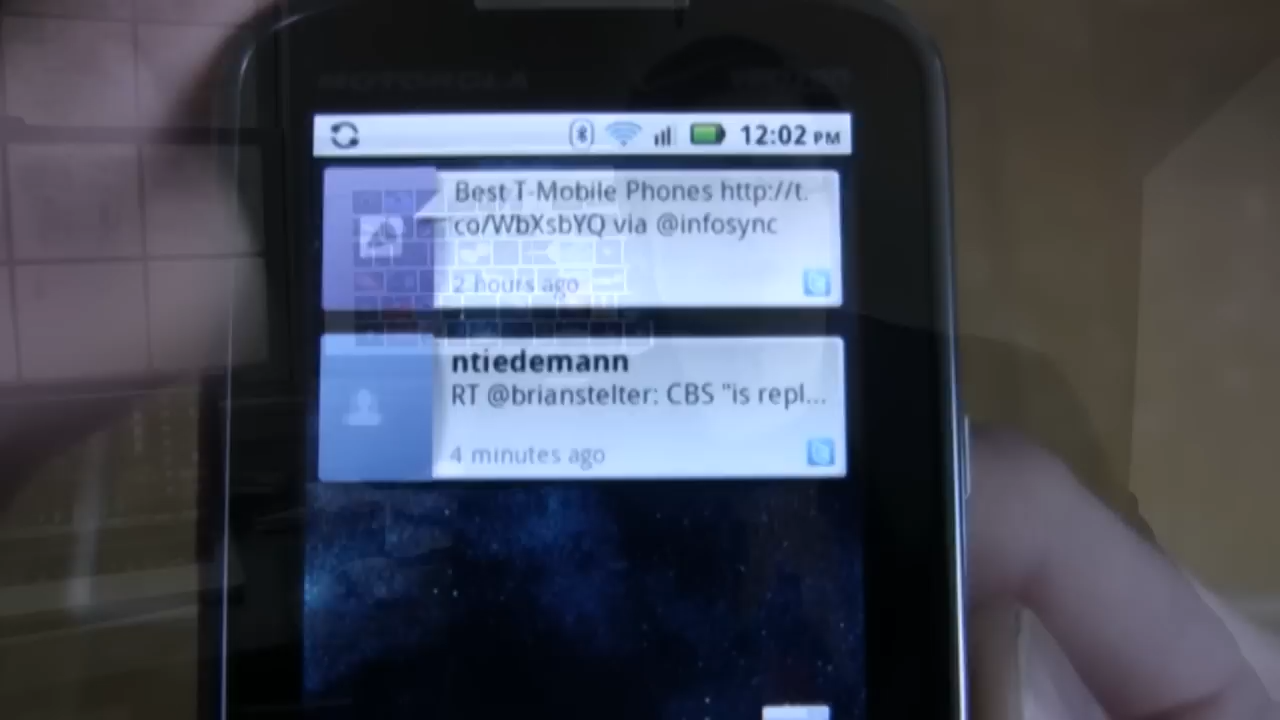 MOTOROLA
12:02 PM
Best T-Mobile Phones http://t.
co/WbXsbYQ via @infosync
2 hours ago
ntiedemann
RT @brianstelter: CBS "is repl...
4 minutes ago